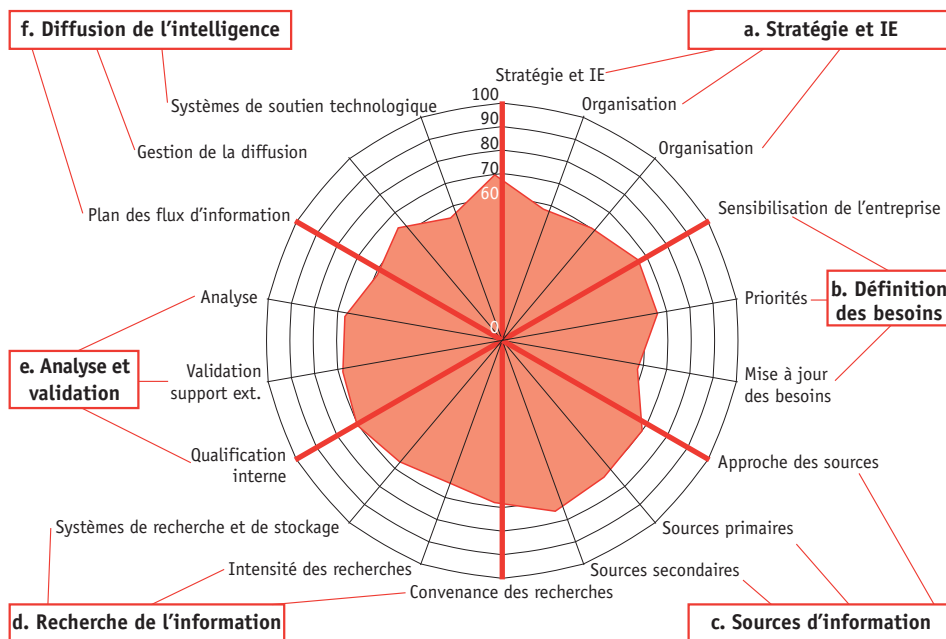 f. Diffusion de l'intelligence
a. Stratégie et IE
Stratégie et IE
Systèmes de soutien technologique
100
Organisation
90
80
Gestion de la diffusion
Organisation
70
60
Plan des flux d'information
Sensibilisation de l'entreprise
Analyse
0
Priorités
b. Définition
des besoins
e. Analyse et
validation
Validation
support ext.
Mise à jour
des besoins
Qualification
interne
Approche des sources
Systèmes de recherche et de stockage
Sources primaires
Intensité des recherches
Sources secondaires
Convenance des recherches
d. Recherche de l'information
c. Sources d'information